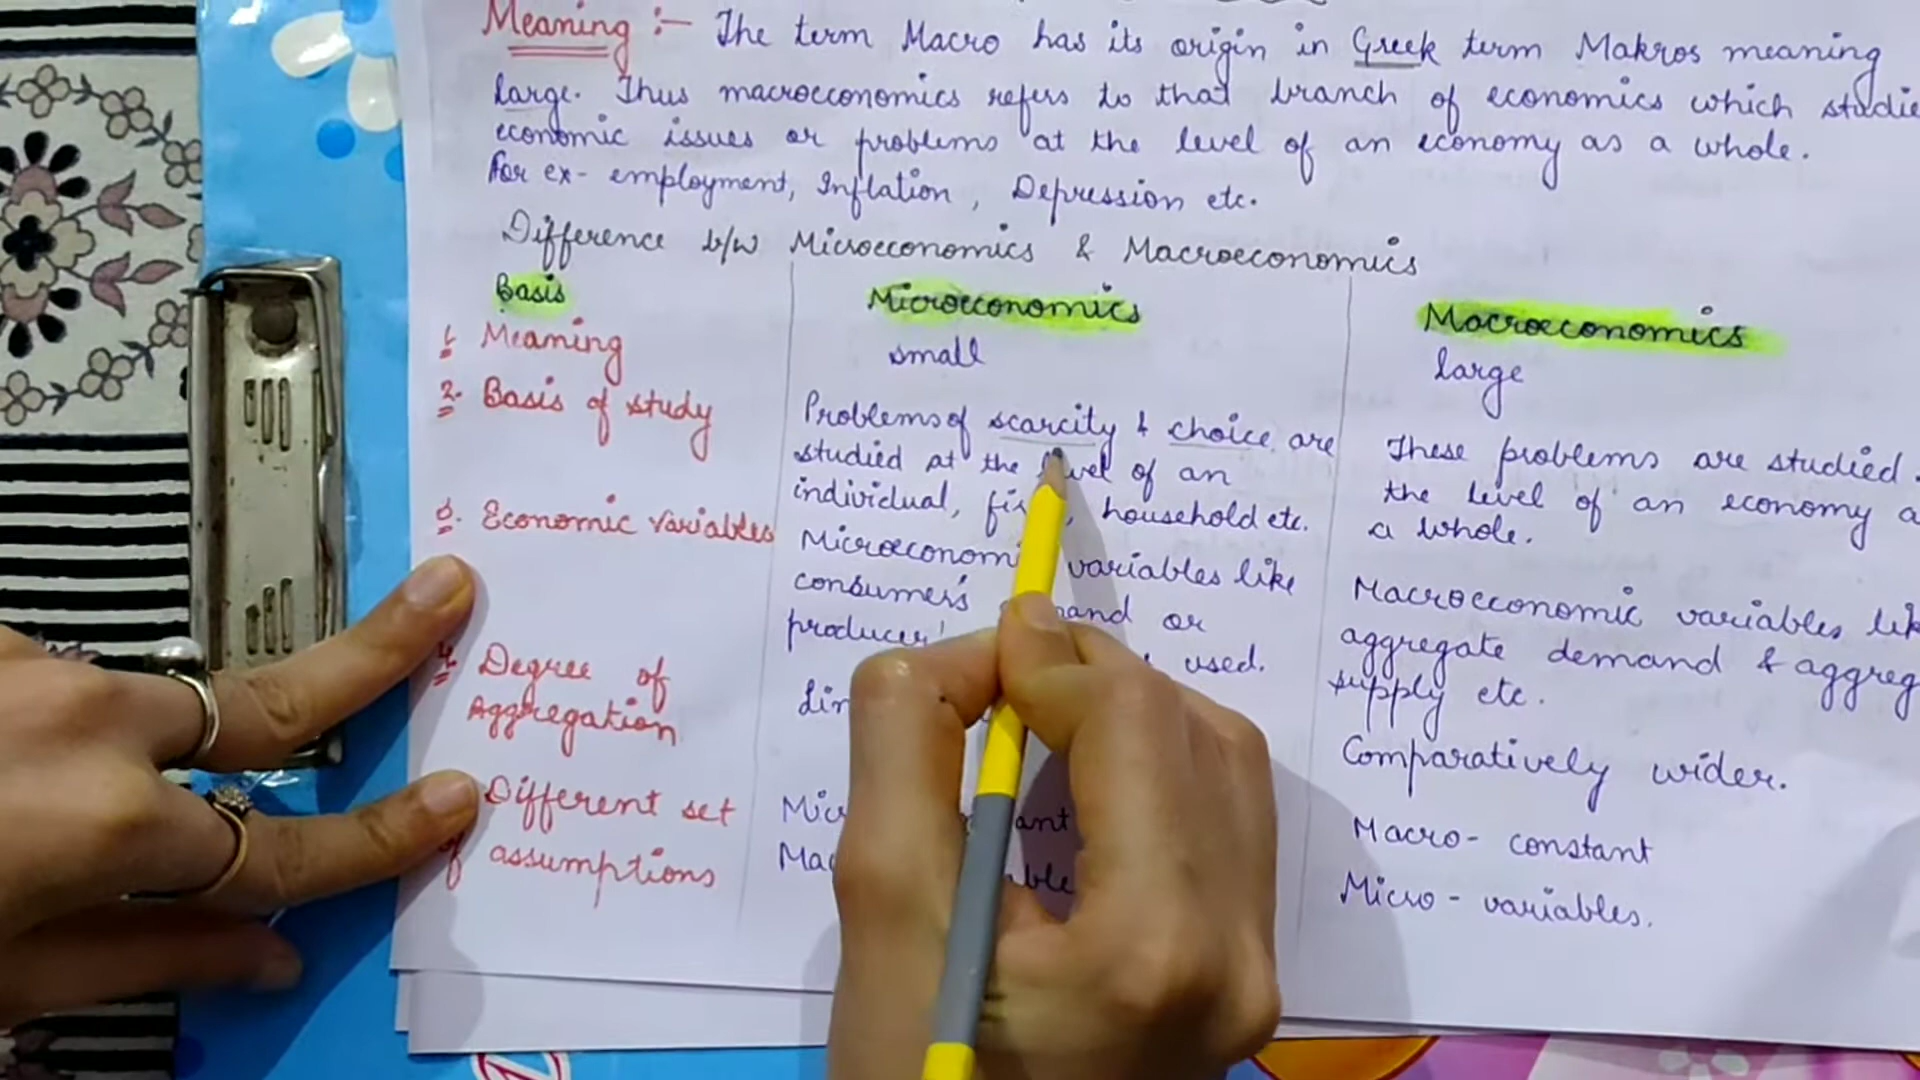 Meaning :- The term Macro has its origin in Greek term Makros meaning
large. Thus macroeconomics refers to that branch of economics which studie
economic issues or problems at the level of an economy as a whole.
For ex- employment, Inflation, Depression etc.
Difference b/w Microeconomics & Macroeconomics
Basis Microeconomics Macroeconomics
1. Meaning small large
2. Basis of study
Problems of scarcity & choice are
studied at the level of an
individual, household etc.
These problems are studied
the level of an economy a
a whole.
3. Economic Variables
variables like
consumer's or
used.
Macroeconomic variables lik
aggregate demand & aggreg
supply etc.
4. Degree of
Aggregation
Comparatively wider.
Different set
of assumptions
Macro - constant
Micro - variables.